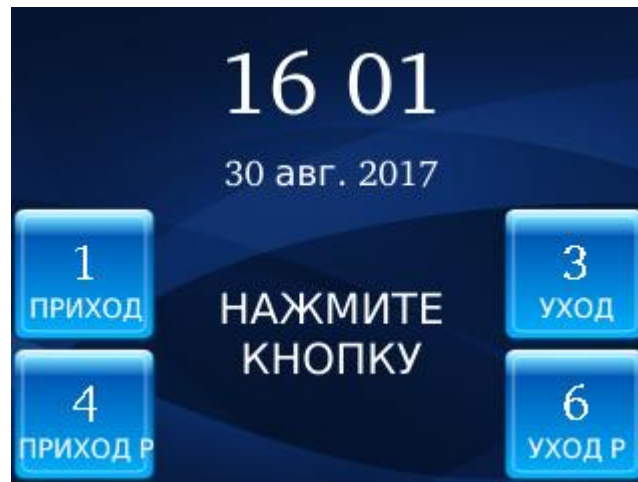 16 01
30 авг. 2017
1
ПРИХОД
3
УХОД
НАЖМИТЕ
КНОПКУ
4
ПРИХОД Р
6
УХОД Р